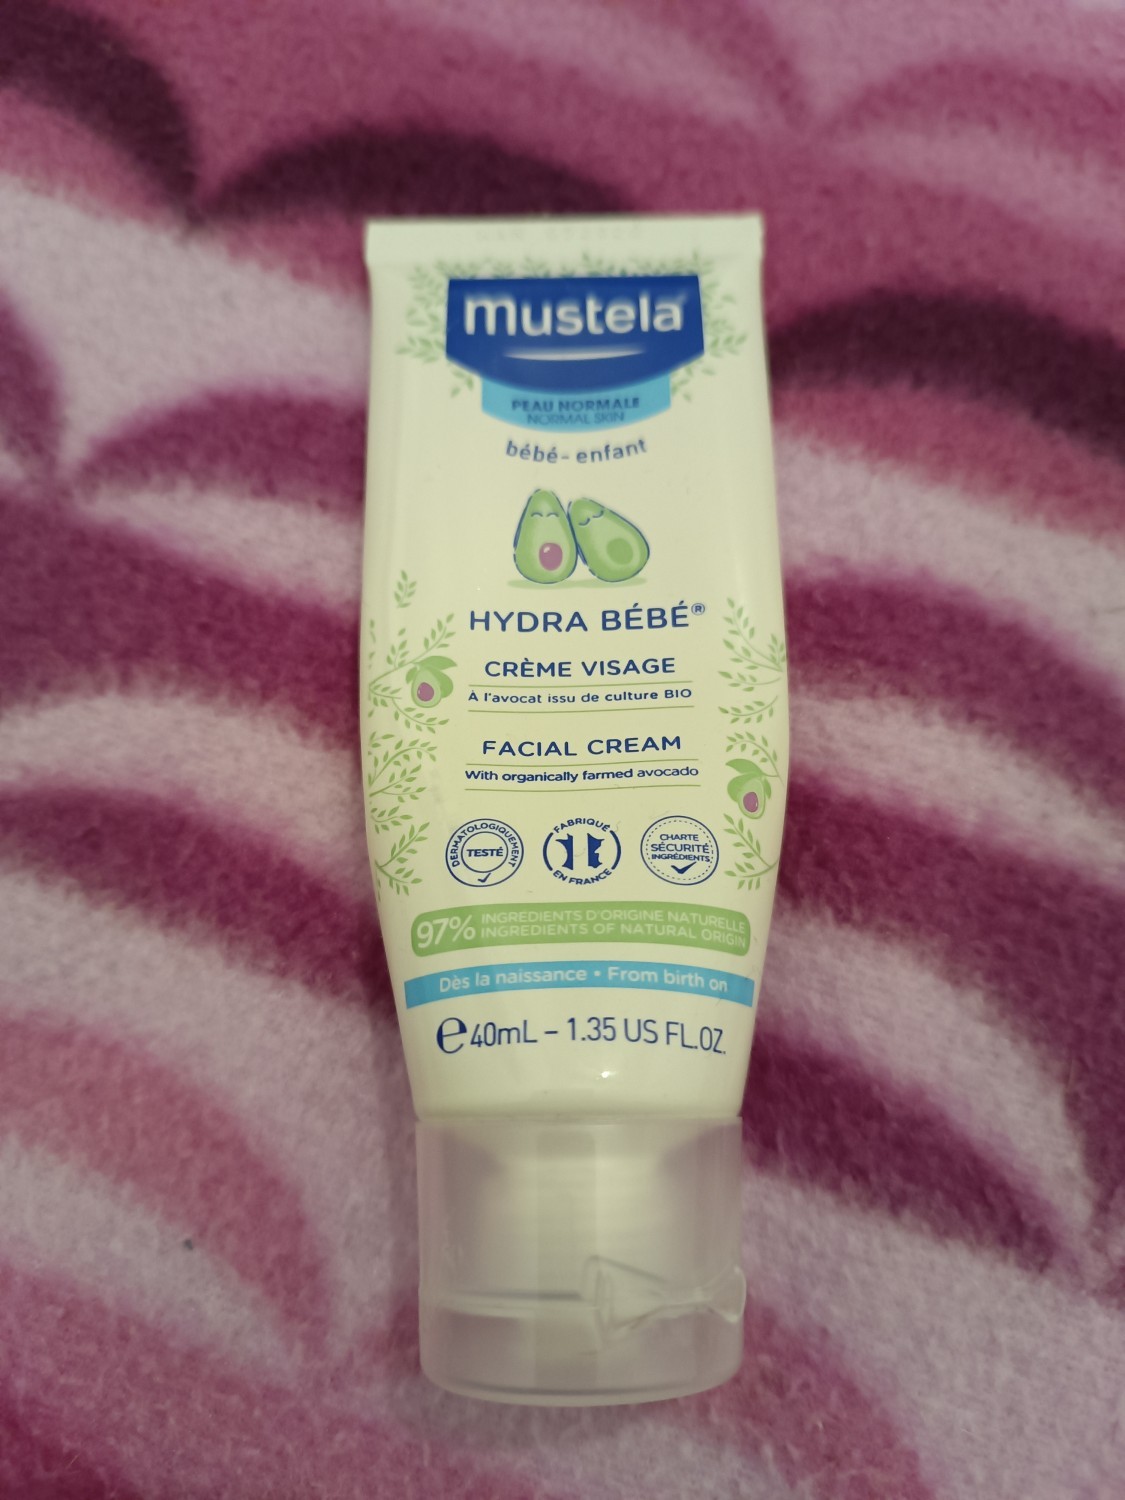 mustela
PEAU NORMALE
NORMAL SKIN
bébé - enfant
HYDRA BÉBÉ®
CRÈME VISAGE
À l'avocat issu de culture BIO
FACIAL CREAM
With organically farmed avocado
DERMATOLOGIQUEMENT
TESTÉ
FABRIQUÉ
EN FRANCE
CHARTE
SÉCURITÉ
INGRÉDIENTS
97% INGRÉDIENTS D'ORIGINE NATURELLE
INGREDIENTS OF NATURAL ORIGIN
Dès la naissance • From birth on
℮ 40mL – 1.35 US FL.OZ.